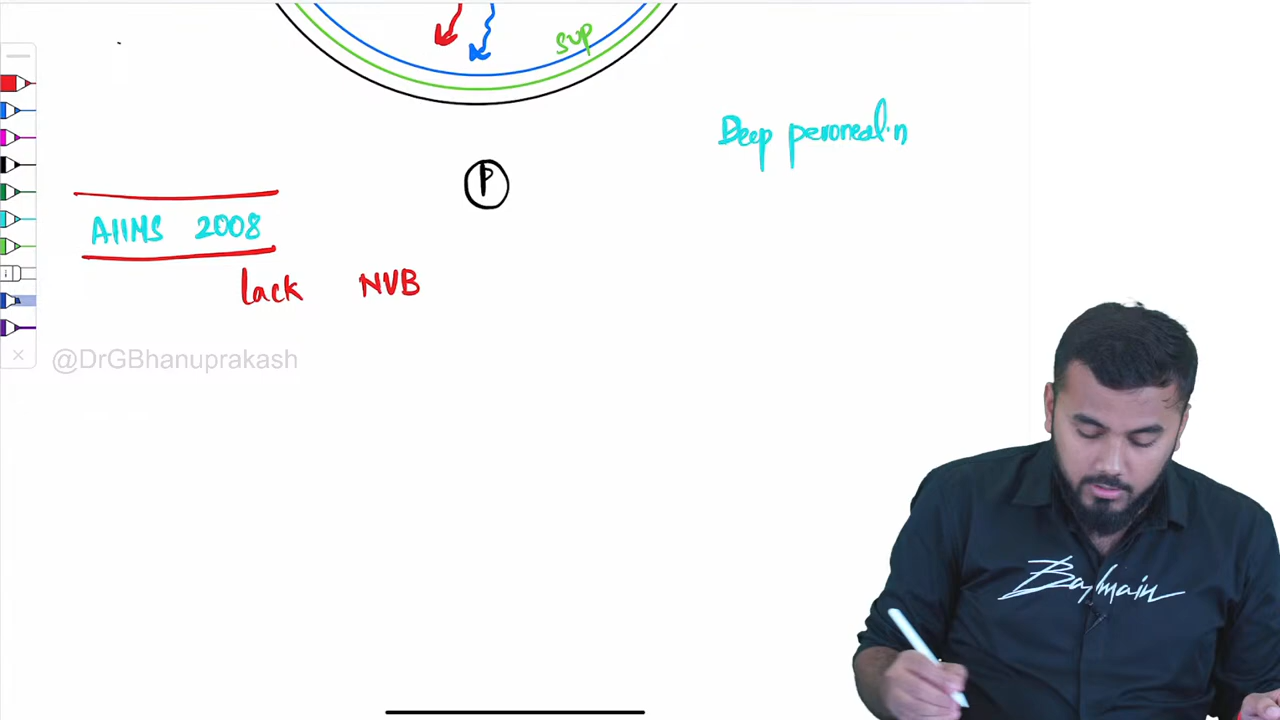 sup
Deep peroneal.n
P
AIIMS 2008
lack NVB
@DrGBhanuprakash
Balmain